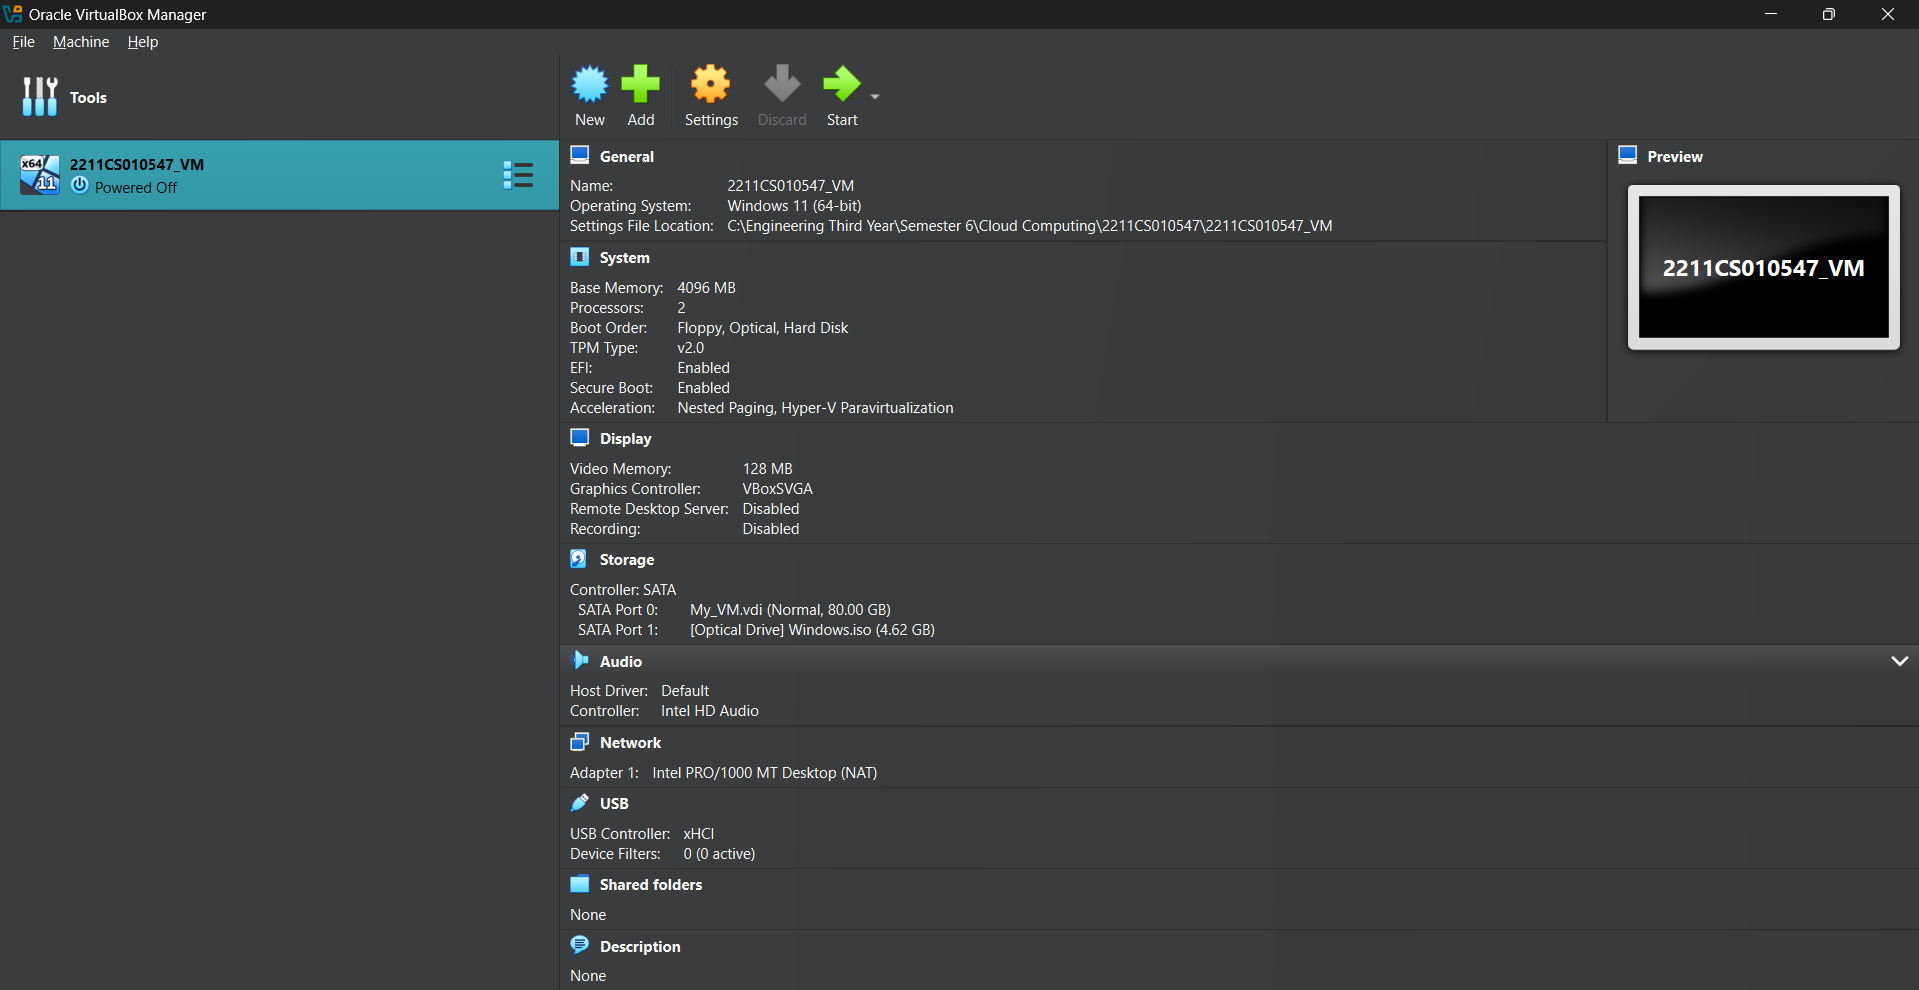 Oracle VirtualBox Manager
File Machine Help
Tools
New Add Settings Discard Start
x64 11
2211CS010547_VM
Powered Off
General
Name: 2211CS010547_VM
Operating System: Windows 11 (64-bit)
Settings File Location: C:\Engineering Third Year\Semester 6\Cloud Computing\2211CS010547\2211CS010547_VM
Preview
2211CS010547_VM
System
Base Memory: 4096 MB
Processors: 2
Boot Order: Floppy, Optical, Hard Disk
TPM Type: v2.0
EFI: Enabled
Secure Boot: Enabled
Acceleration: Nested Paging, Hyper-V Paravirtualization
Display
Video Memory: 128 MB
Graphics Controller: VBoxSVGA
Remote Desktop Server: Disabled
Recording: Disabled
Storage
Controller: SATA
SATA Port 0: My_VM.vdi (Normal, 80.00 GB)
SATA Port 1: [Optical Drive] Windows.iso (4.62 GB)
Audio
Host Driver: Default
Controller: Intel HD Audio
Network
Adapter 1: Intel PRO/1000 MT Desktop (NAT)
USB
USB Controller: xHCI
Device Filters: 0 (0 active)
Shared folders
None
Description
None